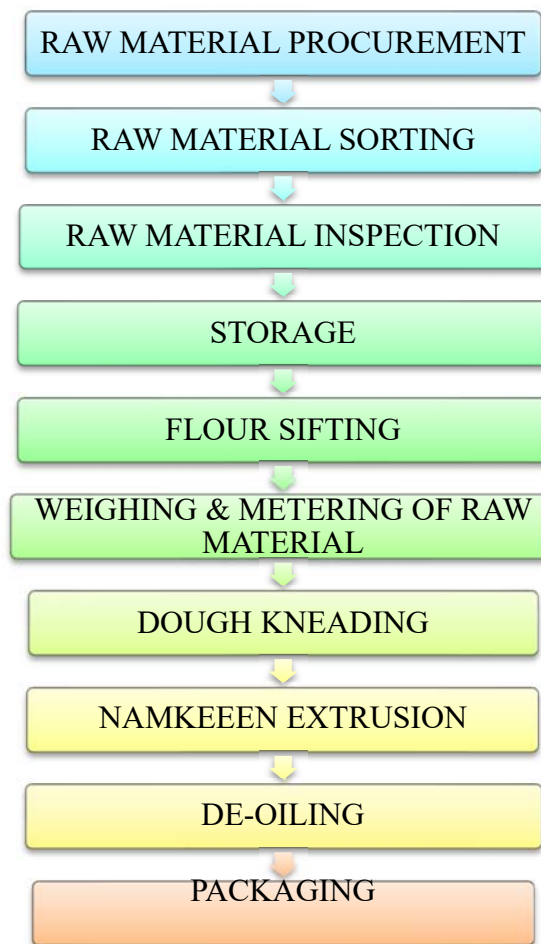 RAW MATERIAL PROCUREMENT
RAW MATERIAL SORTING
RAW MATERIAL INSPECTION
STORAGE
FLOUR SIFTING
WEIGHING & METERING OF RAW
MATERIAL
DOUGH KNEADING
NAMKEEEN EXTRUSION
DE-OILING
PACKAGING